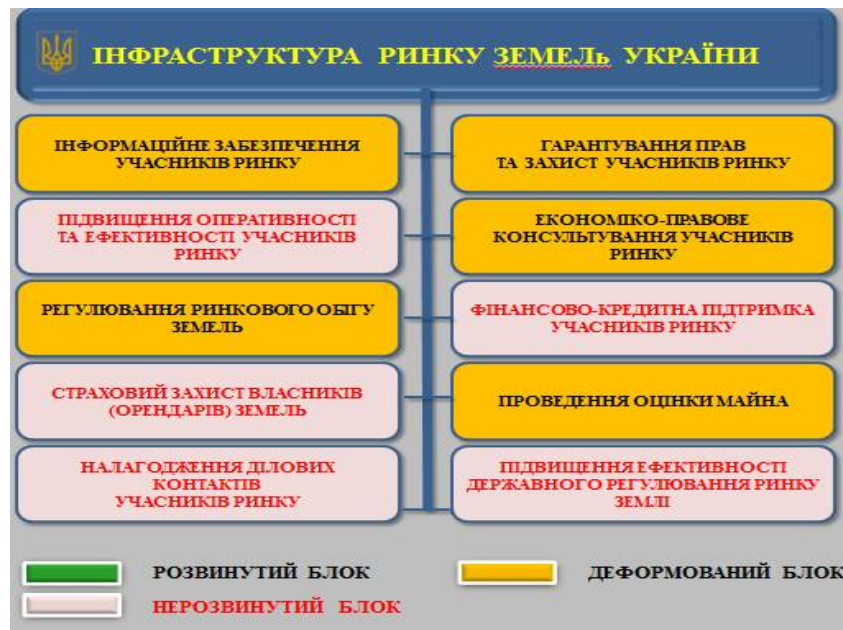 ІНФРАСТРУКТУРА РИНКУ ЗЕМЕЛЬ УКРАЇНИ
ІНФОРМАЦІЙНЕ ЗАБЕЗПЕЧЕННЯ
УЧАСНИКІВ РИНКУ
ГАРАНТУВАННЯ ПРАВ
ТА ЗАХИСТ УЧАСНИКІВ РИНКУ
ПІДВИЩЕННЯ ОПЕРАТИВНОСТІ
ТА ЕФЕКТИВНОСТІ УЧАСНИКІВ
РИНКУ
ЕКОНОМІКО-ПРАВОВЕ
КОНСУЛЬТУВАННЯ УЧАСНИКІВ
РИНКУ
РЕГУЛЮВАННЯ РИНКОВОГО ОБІГУ
ЗЕМЕЛЬ
ФІНАНСОВО-КРЕДИТНА ПІДТРИМКА
УЧАСНИКІВ РИНКУ
СТРАХОВИЙ ЗАХИСТ ВЛАСНИКІВ
(ОРЕНДАРІВ) ЗЕМЕЛЬ
ПРОВЕДЕННЯ ОЦІНКИ МАЙНА
НАЛАГОДЖЕННЯ ДІЛОВИХ
КОНТАКТІВ
УЧАСНИКІВ РИНКУ
ПІДВИЩЕННЯ ЕФЕКТИВНОСТІ
ДЕРЖАВНОГО РЕГУЛЮВАННЯ РИНКУ
ЗЕМЛІ
РОЗВИНУТИЙ БЛОК
ДЕФОРМОВАНИЙ БЛОК
НЕРОЗВИНУТИЙ БЛОК